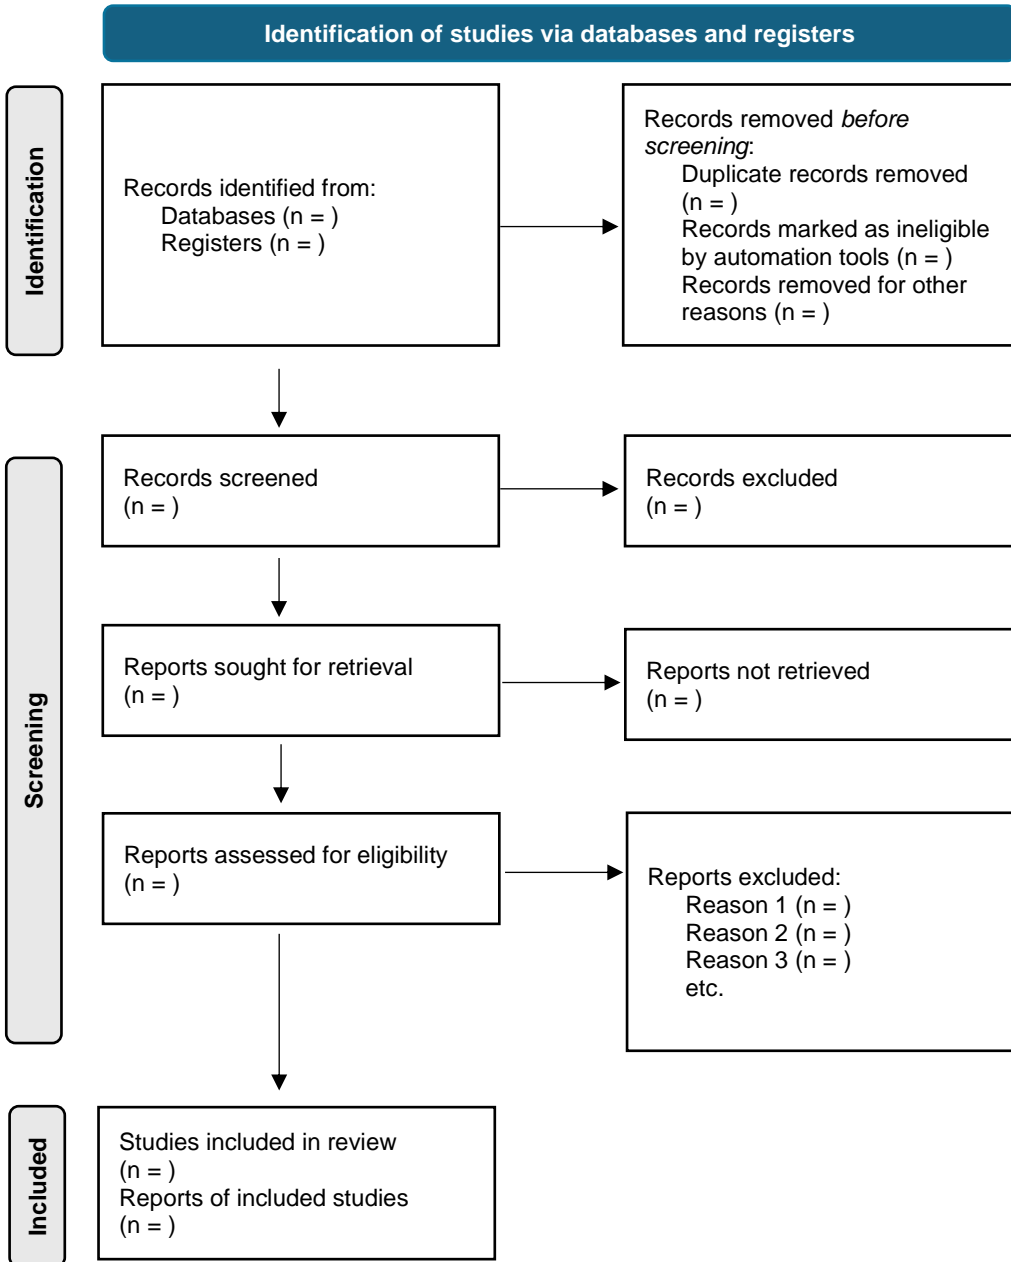 Identification of studies via databases and registers
Identification
Records identified from:
Databases (n = )
Registers (n = )
Records removed before
screening:
Duplicate records removed
(n = )
Records marked as ineligible
by automation tools (n = )
Records removed for other
reasons (n = )
Screening
Records screened
(n = )
Records excluded
(n = )
Reports sought for retrieval
(n = )
Reports not retrieved
(n = )
Reports assessed for eligibility
(n = )
Reports excluded:
Reason 1 (n = )
Reason 2 (n = )
Reason 3 (n = )
etc.
Included
Studies included in review
(n = )
Reports of included studies
(n = )